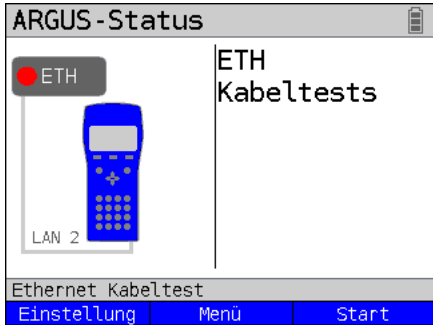 ARGUS-Status
ETH
ETH
Kabeltests
LAN 2
Ethernet Kabeltest
Einstellung Menü Start